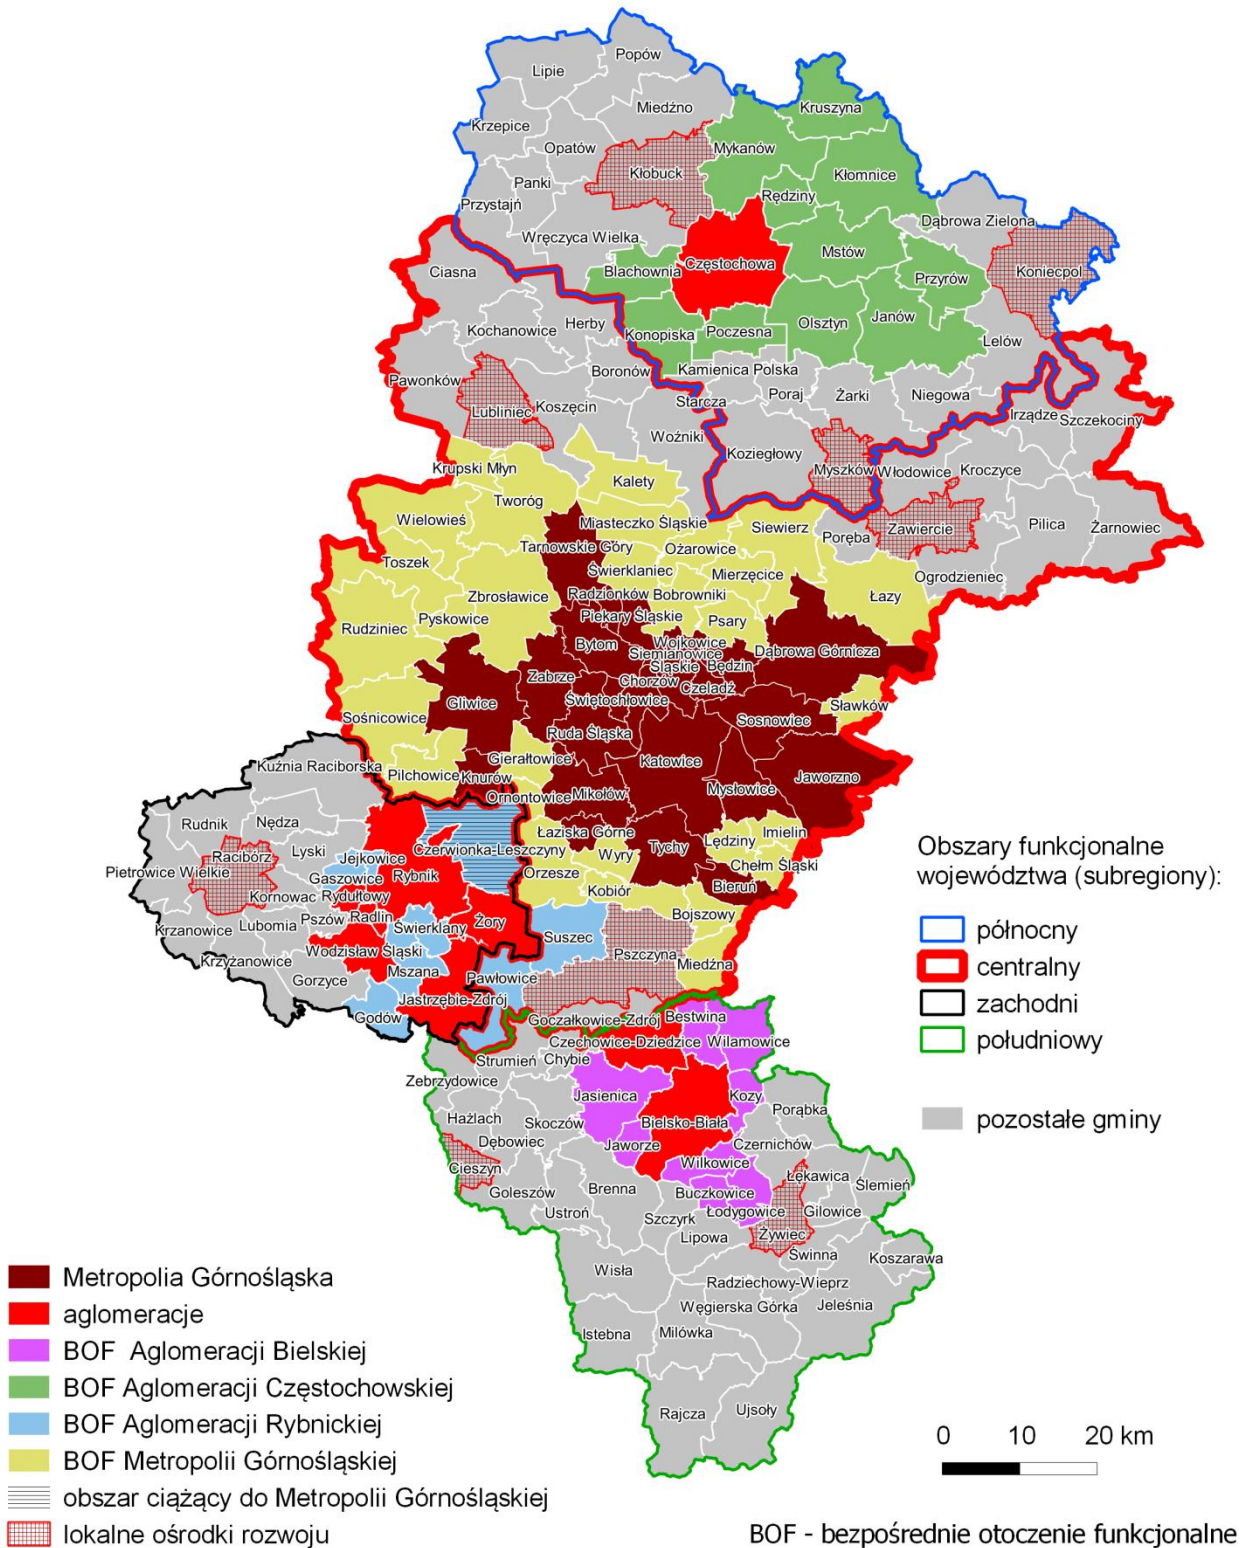 Popów
Lipie
Miedźno
Kruszyna
Krzepice
Opatów
Mykanów
Kłobuck
Kłomnice
Panki
Rędziny
Przystajń
Dąbrowa Zielona
Wręczyca Wielka
Mstów
Częstochowa
Blachownia
Ciasna
Przyrów
Koniecpol
Kochanowice
Herby
Konopiska
Poczesna
Olsztyn
Janów
Lelów
Kamienica Polska
Boronów
Pawonków
Starcza
Poraj
Żarki
Niegowa
Lubliniec
Koszęcin
Irządze
Szczekociny
Woźniki
Koziegłowy
Myszków
Włodowice
Kroczyce
Krupski Młyn
Kalety
Tworóg
Wielowieś
Miasteczko Śląskie
Siewierz
Zawiercie
Pilica
Żarnowiec
Poręba
Tarnowskie Góry
Ożarowice
Toszek
Świerklaniec
Mierzęcice
Ogrodzieniec
Zbrosławice
Radzionków
Bobrowniki
Łazy
Rudziniec
Pyskowice
Piekary Śląskie
Psary
Bytom
Wojkowice
Siemianowice
Śląskie
Będzin
Dąbrowa Górnicza
Zabrze
Chorzów
Czeladź
Gliwice
Świętochłowice
Sławków
Sośnicowice
Sosnowiec
Ruda Śląska
Gierałtowice
Katowice
Kuźnia Raciborska
Pilchowice
Knurów
Jaworzno
Ornontowice
Mikołów
Mysłowice
Rudnik
Nędza
Łaziska Górne
Imielin
Lędziny
Lyski
Czerwionka-Leszczyny
Wyry
Tychy
Racibórz
Jejkowice
Chełm Śląski
Pietrowice Wielkie
Gaszowice
Rybnik
Orzesze
Kobiór
Bieruń
Kornowac
Rydułtowy
Bojszowy
Pszów
Radlin
Krzanowice
Lubomia
Świerklany
Żory
Suszec
Wodzisław Śląski
Pszczyna
Krzyżanowice
Mszana
Miedźna
Gorzyce
Pawłowice
Jastrzębie-Zdrój
Godów
Goczałkowice-Zdrój
Bestwina
Czechowice-Dziedzice
Wilamowice
Strumień
Chybie
Zebrzydowice
Jasienica
Kozy
Porąbka
Hażlach
Skoczów
Bielsko-Biała
Dębowiec
Jaworze
Czernichów
Cieszyn
Wilkowice
Łękawica
Ślemień
Goleszów
Brenna
Buczkowice
Ustroń
Szczyrk
Łodygowice
Gilowice
Lipowa
Żywiec
Świnna
Koszarawa
Wisła
Radziechowy-Wieprz
Węgierska Górka
Jeleśnia
Istebna
Milówka
Rajcza
Ujsoły
Obszary funkcjonalne
województwa (subregiony):
północny
centralny
zachodni
południowy
pozostałe gminy
Metropolia Górnośląska
aglomeracje
BOF Aglomeracji Bielskiej
BOF Aglomeracji Częstochowskiej
BOF Aglomeracji Rybnickiej
BOF Metropolii Górnośląskiej
obszar ciążący do Metropolii Górnośląskiej
lokalne ośrodki rozwoju
0 10 20 km
BOF - bezpośrednie otoczenie funkcjonalne